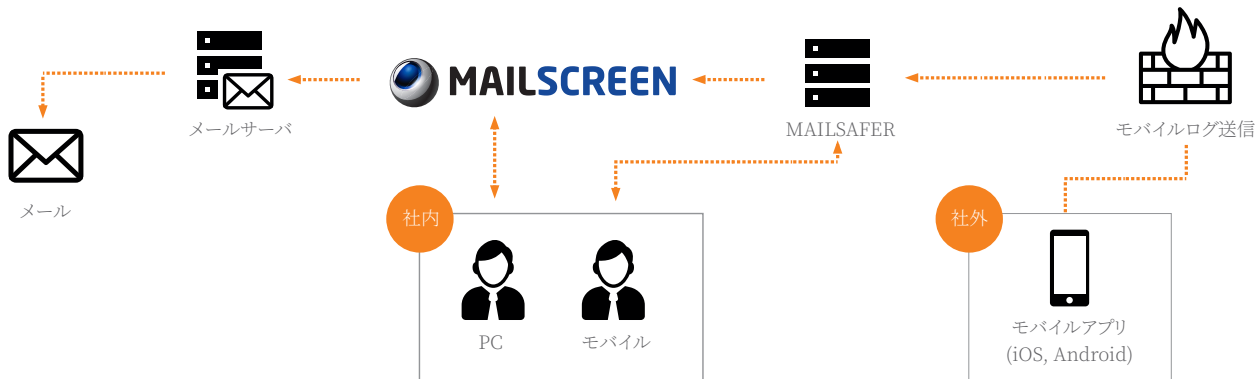 MAILSCREEN
メールサーバ
MAILSAFER
モバイルログ送信
メール
社内
社外
PC
モバイル
モバイルアプリ
(iOS, Android)